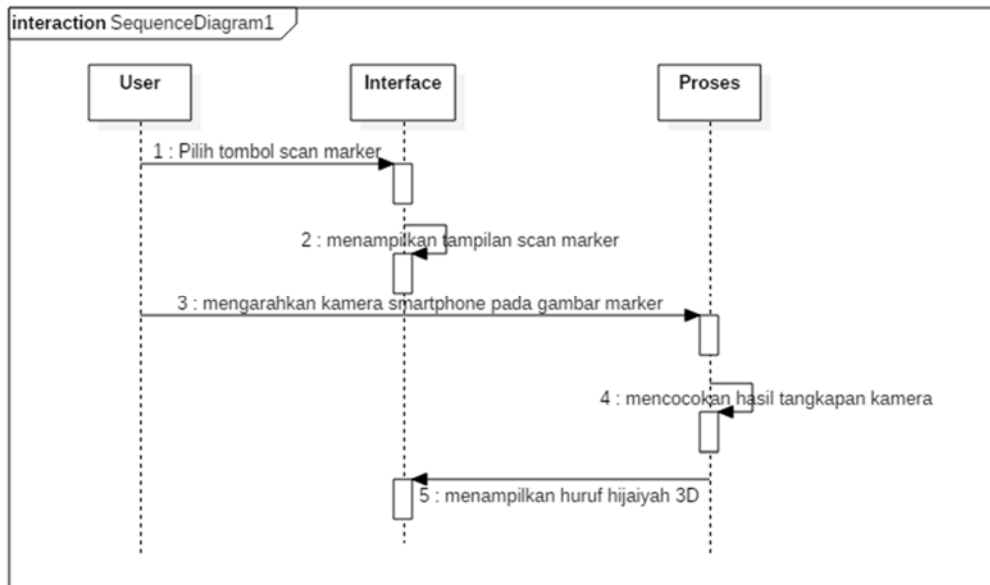 interaction SequenceDiagram1
User
Interface
Proses
1 : Pilih tombol scan marker
2 : menampilkan tampilan scan marker
3 : mengarahkan kamera smartphone pada gambar marker
4 : mencocokan hasil tangkapan kamera
5 : menampilkan huruf hijaiyah 3D